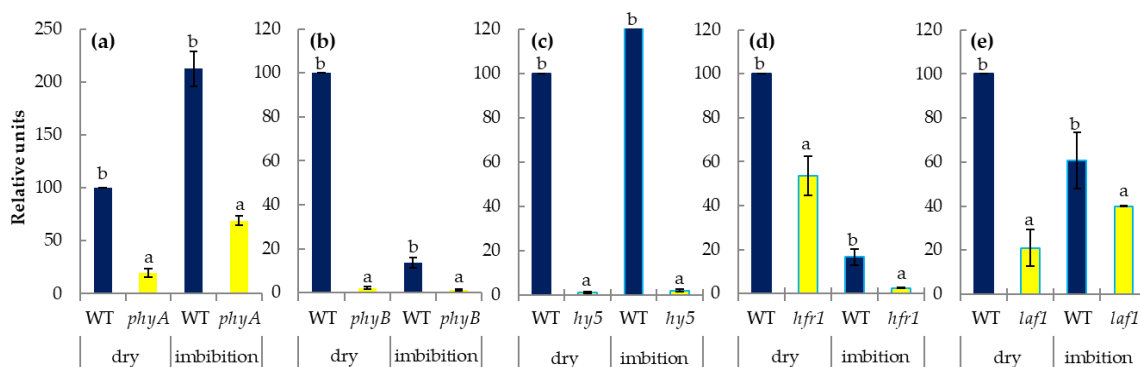 Relative units
(a)
250
200
150
100
50
0
b
a
b
a
WT phyA WT phyA
dry imbibition
(b)
120
100
80
60
40
20
0
b
a
b
a
WT phyB WT phyB
dry imbibition
(c)
120
100
80
60
40
20
0
b
a
b
a
WT hy5 WT hy5
dry imbibition
(d)
120
100
80
60
40
20
0
b
a
b
a
WT hfr1 WT hfr1
dry imbibition
(e)
120
100
80
60
40
20
0
b
a
b
a
WT laf1 WT laf1
dry imbibition